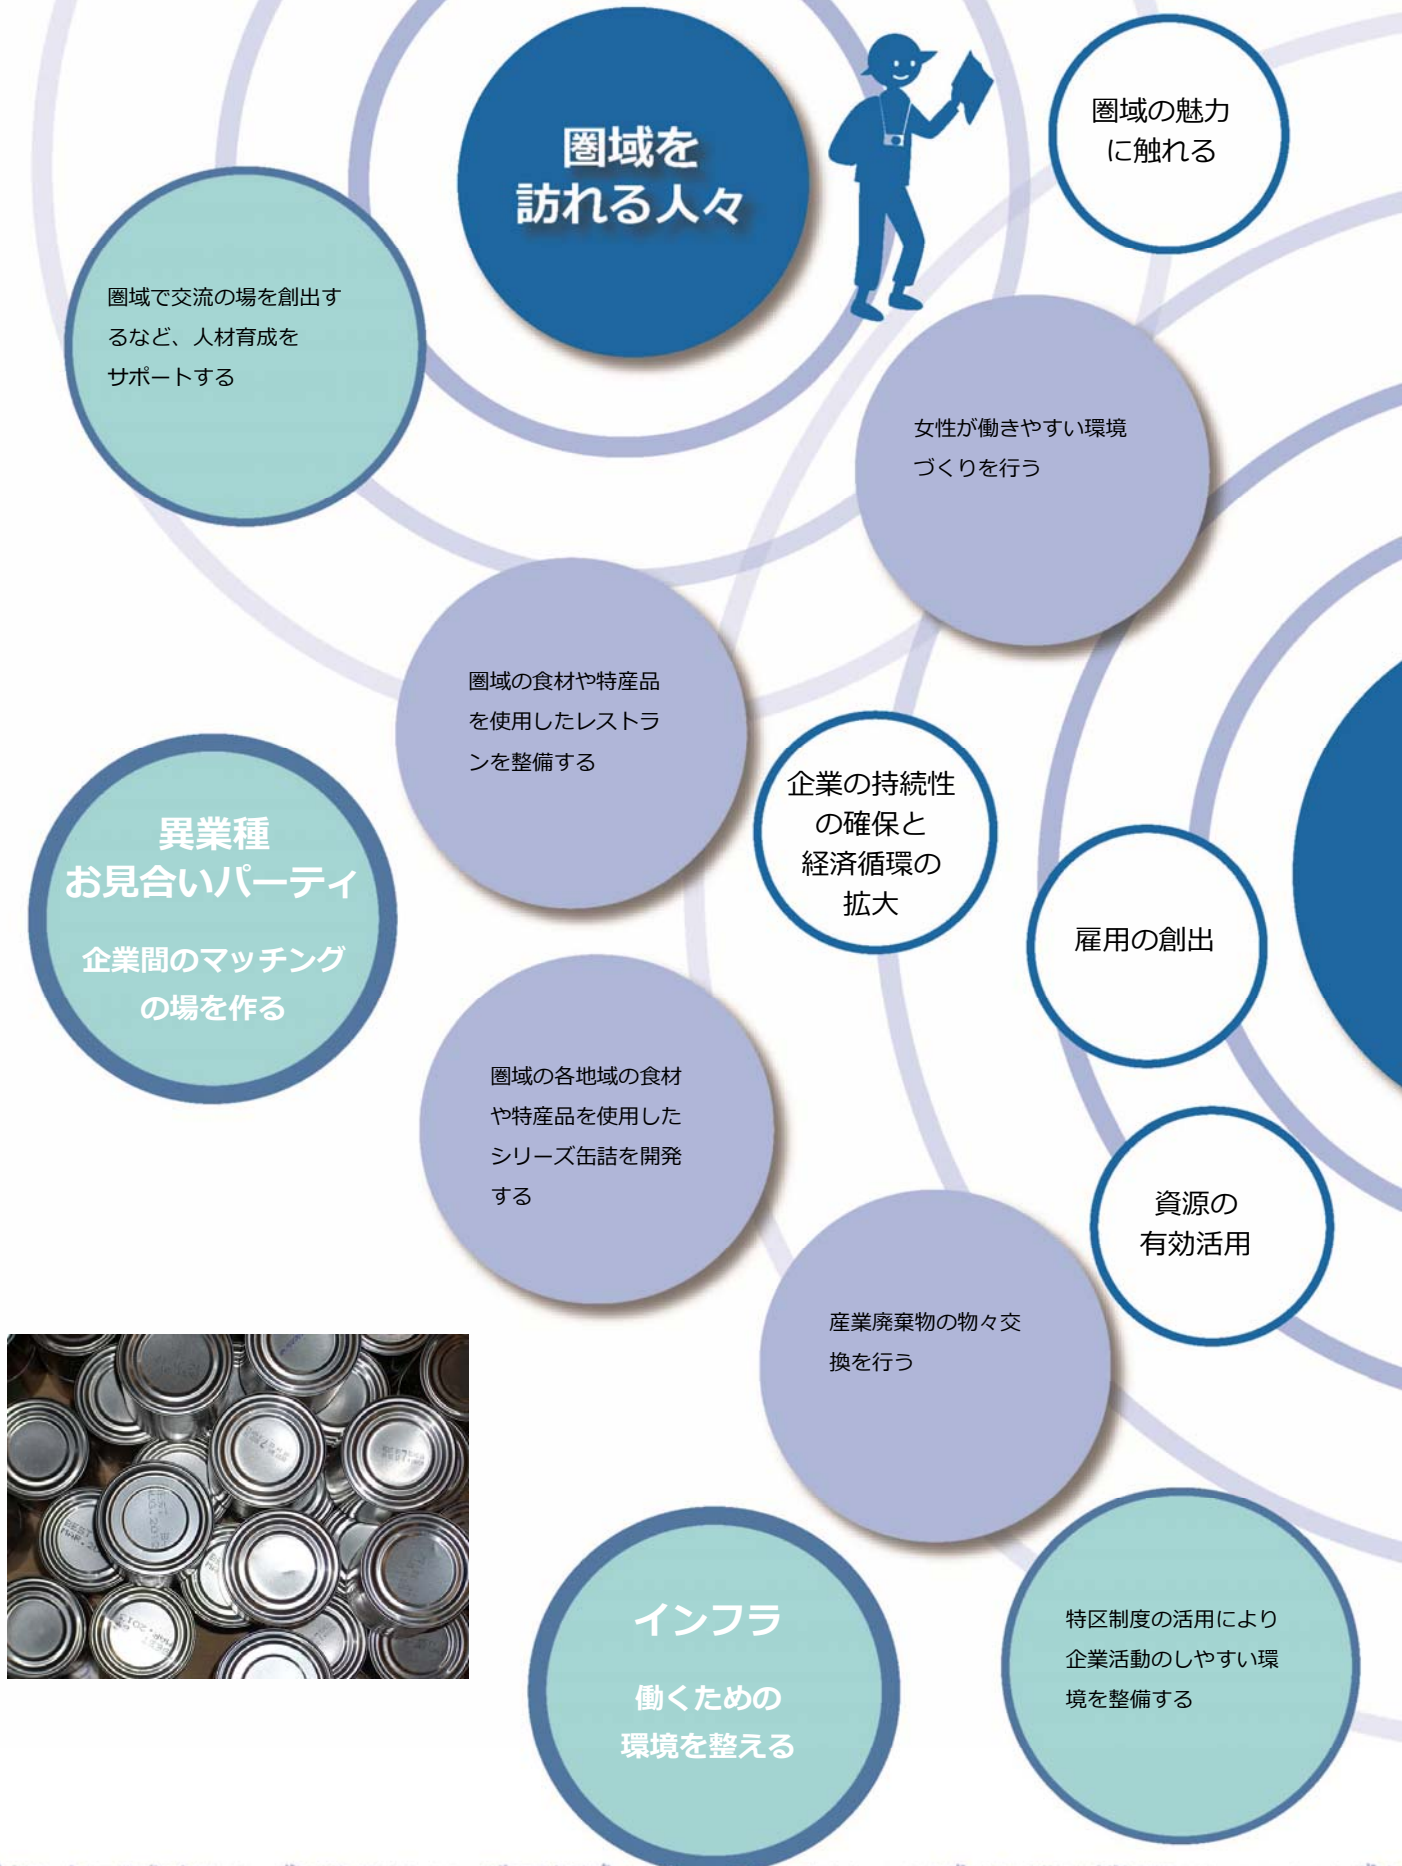 圏域を
訪れる人々
圏域の魅力
に触れる
圏域で交流の場を創出す
るなど、人材育成を
サポートする
女性が働きやすい環境
づくりを行う
圏域の食材や特産品
を使用したレストラ
ンを整備する
企業の持続性
の確保と
経済循環の
拡大
異業種
お見合いパーティ
企業間のマッチング
の場を作る
雇用の創出
圏域の各地域の食材
や特産品を使用した
シリーズ缶詰を開発
する
資源の
有効活用
産業廃棄物の物々交
換を行う
インフラ
働くための
環境を整える
特区制度の活用により
企業活動のしやすい環
境を整備する